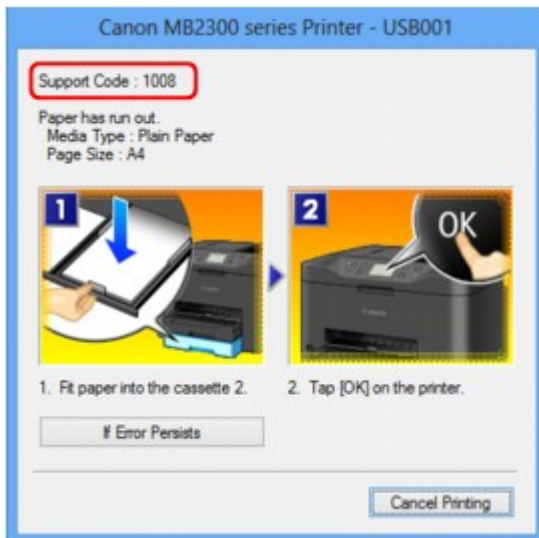 Canon MB2300 series Printer - USB001
Support Code : 1008
Paper has run out.
Media Type : Plain Paper
Page Size : A4
1
2
OK
Canon
1. Fit paper into the cassette 2.
2. Tap [OK] on the printer.
If Error Persists
Cancel Printing